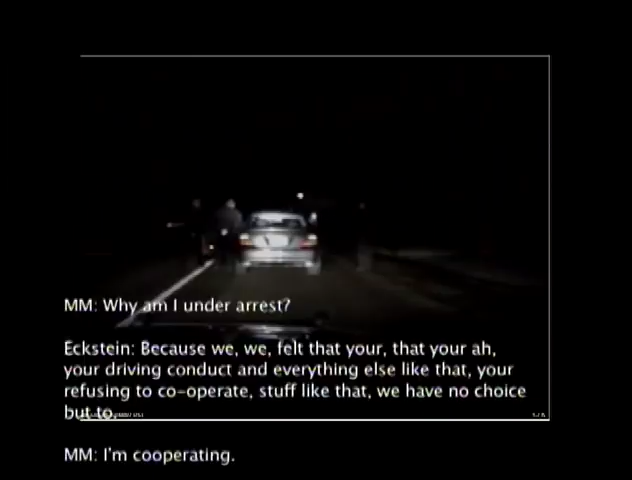 MM: Why am I under arrest?
Eckstein: Because we, we, felt that your, that your ah,
your driving conduct and everything else like that, your
refusing to co-operate, stuff like that, we have no choice
but to.
MM: I'm cooperating.